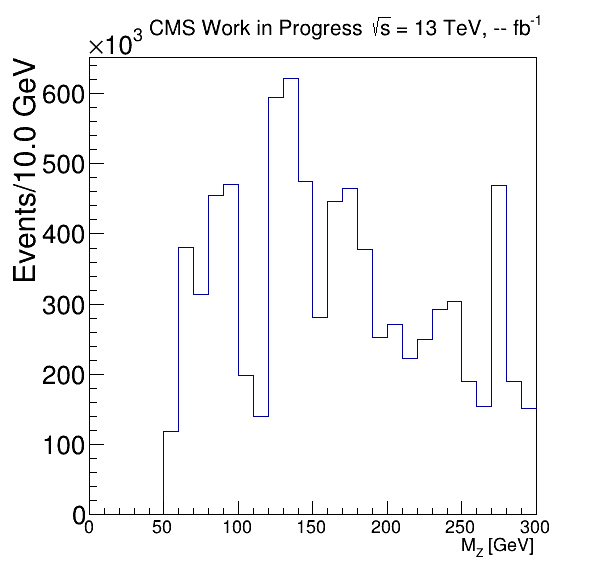 ×10³ CMS Work in Progress √s = 13 TeV, -- fb⁻¹
Events/10.0 GeV
600
500
400
300
200
100
0
0 50 100 150 200 250 300
M_Z [GeV]